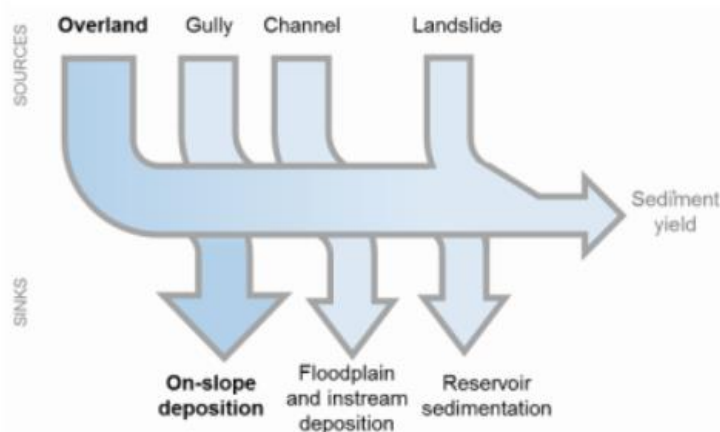 SOURCES
Overland
Gully
Channel
Landslide
Sediment
yield
SINKS
On-slope
deposition
Floodplain
and instream
deposition
Reservoir
sedimentation